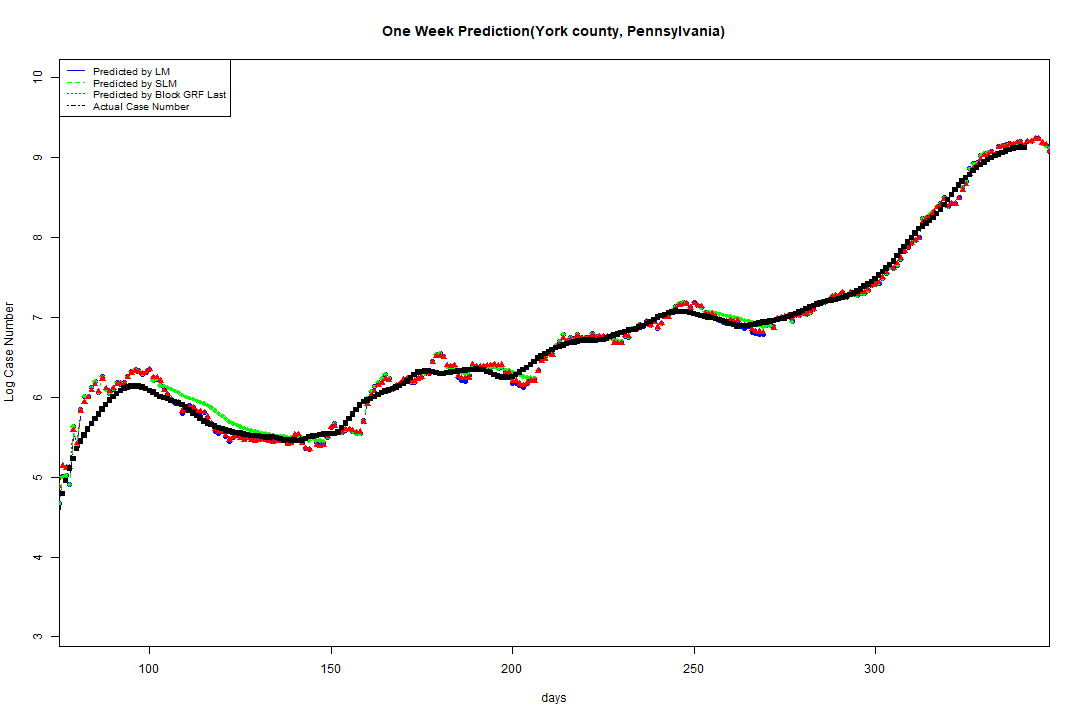 One Week Prediction(York county, Pennsylvania)
Predicted by LM
Predicted by SLM
Predicted by Block GRF Last
Actual Case Number
10
9
8
7
6
5
4
3
Log Case Number
100 150 200 250 300
days